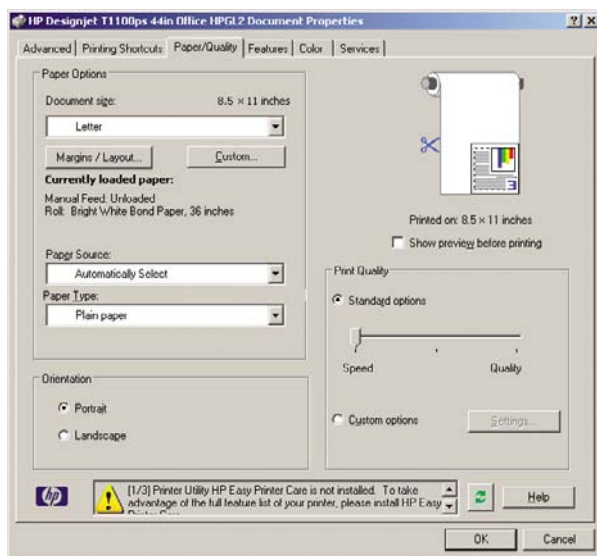 HP Designjet T1100ps 44in Office HPGL2 Document Properties
Advanced Printing Shortcuts Paper/Quality Features Color Services
Paper Options
Document size: 8.5 × 11 inches
Letter
Margins / Layout... Custom...
Currently loaded paper:
Manual Feed: Unloaded
Roll: Bright White Bond Paper, 36 inches
Paper Source:
Automatically Select
Paper Type:
Plain paper
Orientation
Portrait
Landscape
3
Printed on: 8.5 × 11 inches
Show preview before printing
Print Quality
Standard options
Speed Quality
Custom options Settings...
hp
[1/3] Printer Utility HP Easy Printer Care is not installed. To take
advantage of the full feature list of your printer, please install HP Easy
Printer Care
Help
OK Cancel